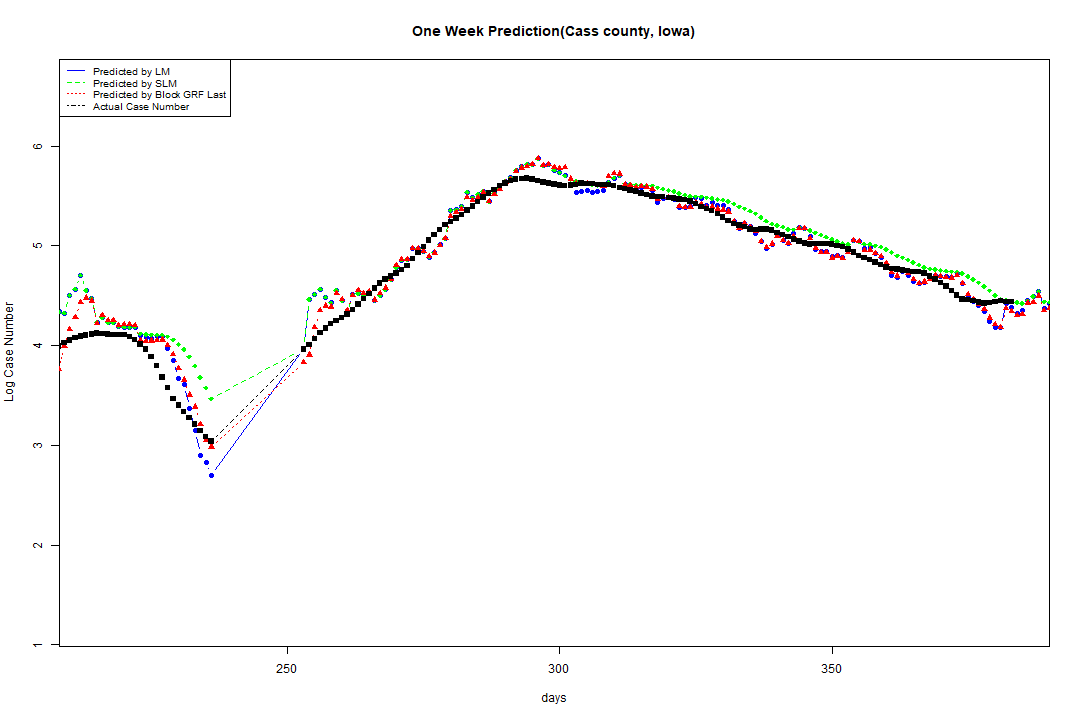 One Week Prediction(Cass county, Iowa)
Predicted by LM
Predicted by SLM
Predicted by Block GRF Last
Actual Case Number
6
5
4
3
2
1
Log Case Number
250 300 350
days